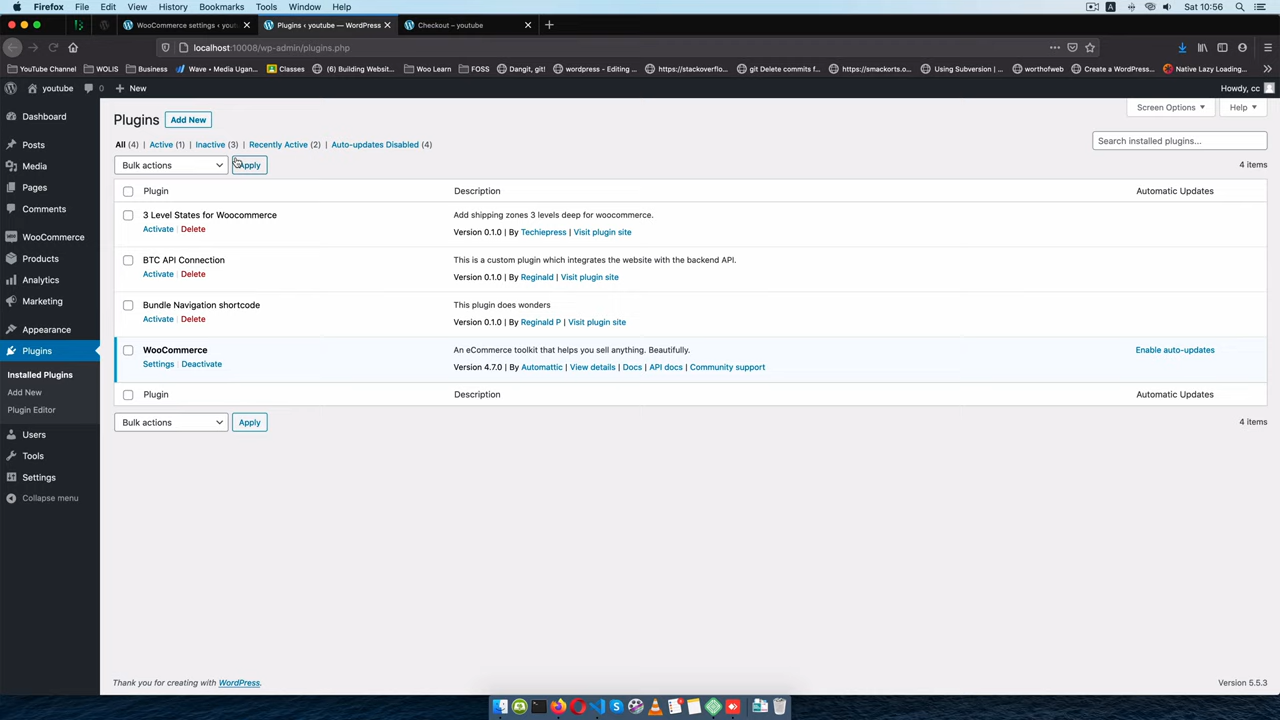 Firefox File Edit View History Bookmarks Tools Window Help A Sat 10:56
WooCommerce settings ‹ yout Plugins ‹ youtube — WordPress Checkout – youtube
localhost:10008/wp-admin/plugins.php
YouTube Channel WOLIS Business Wave • Media Ugan... Classes (6) Building Websit... Woo Learn FOSS Dangit, git! wordpress - Editing ... https://stackoverflo... git Delete commits f... https://smackorts.o... Using Subversion | ... worthofweb Create a WordPress... Native Lazy Loading...
youtube 0 New Howdy, cc
Screen Options Help
Plugins Add New
All (4) | Active (1) | Inactive (3) | Recently Active (2) | Auto-updates Disabled (4)
Search installed plugins...
Bulk actions Apply 4 items
Plugin Description Automatic Updates
3 Level States for Woocommerce Add shipping zones 3 levels deep for woocommerce.
Activate | Delete Version 0.1.0 | By Techiepress | Visit plugin site
BTC API Connection This is a custom plugin which integrates the website with the backend API.
Activate | Delete Version 0.1.0 | By Reginald | Visit plugin site
Bundle Navigation shortcode This plugin does wonders
Activate | Delete Version 0.1.0 | By Reginald P | Visit plugin site
WooCommerce An eCommerce toolkit that helps you sell anything. Beautifully. Enable auto-updates
Settings | Deactivate Version 4.7.0 | By Automattic | View details | Docs | API docs | Community support
Plugin Description Automatic Updates
Bulk actions Apply 4 items
Dashboard
Posts
Media
Pages
Comments
WooCommerce
Products
Analytics
Marketing
Appearance
Plugins
Installed Plugins
Add New
Plugin Editor
Users
Tools
Settings
Collapse menu
Thank you for creating with WordPress. Version 5.5.3